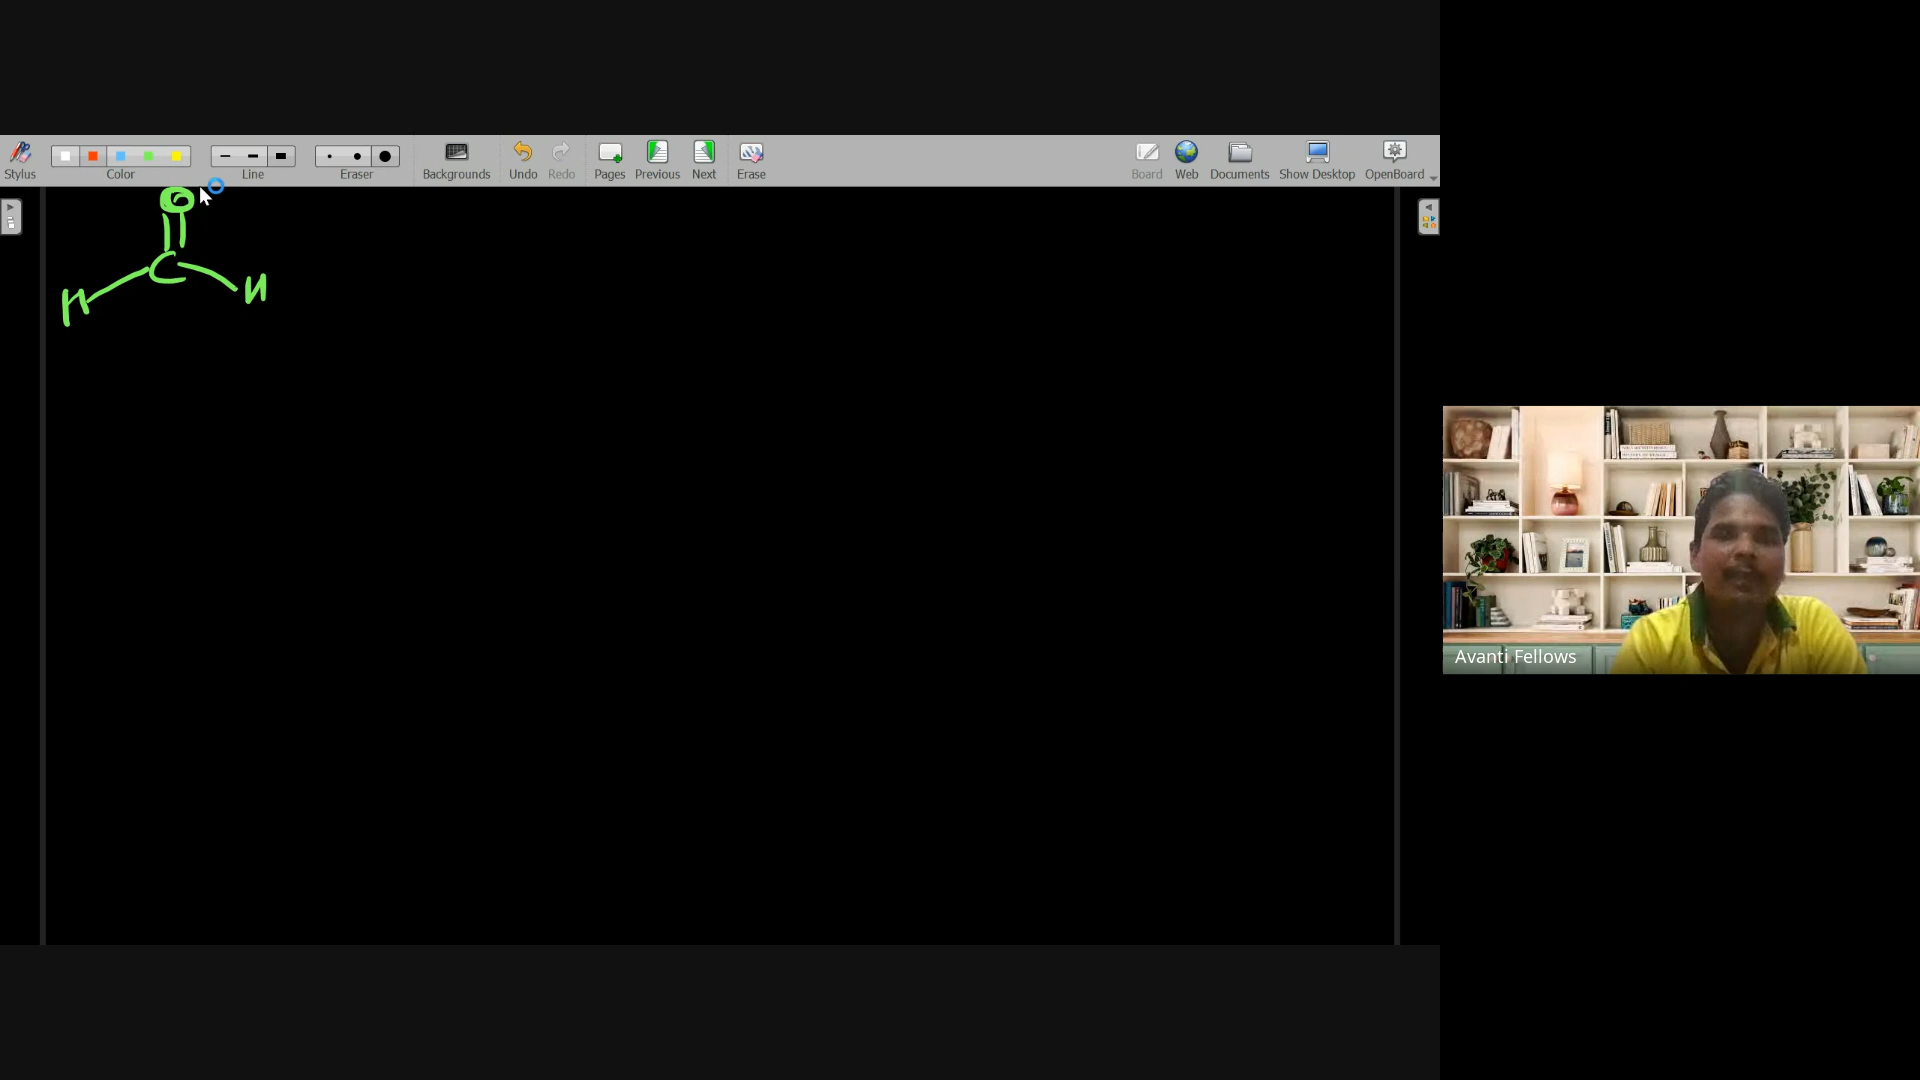 Stylus Color Line Eraser Backgrounds Undo Redo Pages Previous Next Erase Board Web Documents Show Desktop OpenBoard
O
C
H H
Avanti Fellows